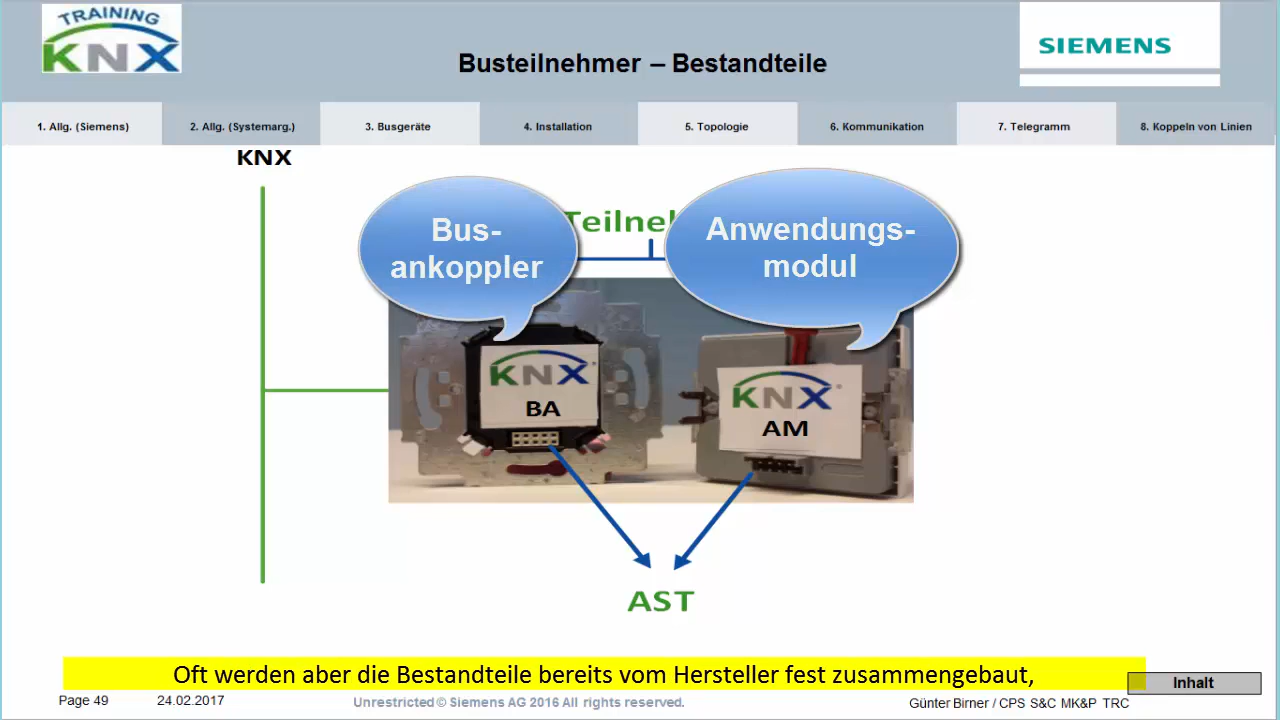 TRAINING
KNX
Busteilnehmer – Bestandteile
SIEMENS
1. Allg. (Siemens)
2. Allg. (Systemarg.)
3. Busgeräte
4. Installation
5. Topologie
6. Kommunikation
7. Telegramm
8. Koppeln von Linien
KNX
Bus-
ankoppler
Anwendungs-
modul
KNX
BA
KNX
AM
AST
Oft werden aber die Bestandteile bereits vom Hersteller fest zusammengebaut,
Inhalt
Page 49
24.02.2017
Unrestricted © Siemens AG 2016 All rights reserved.
Günter Birner / CPS S&C MK&P TRC